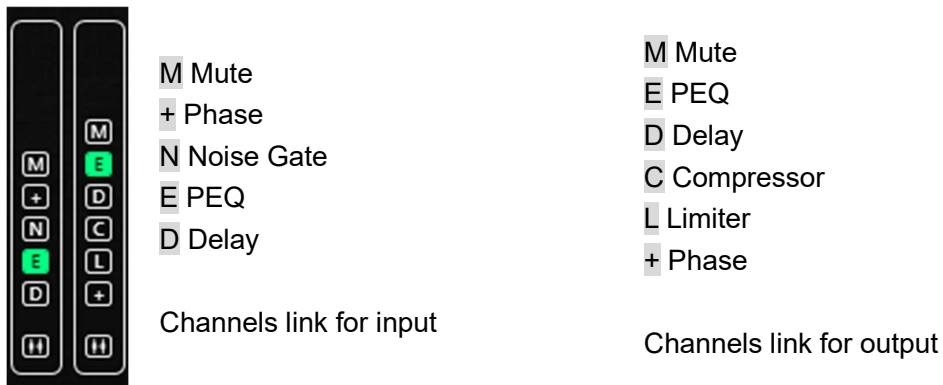 M
+
N
E
D
M
E
D
C
L
+
M Mute
+ Phase
N Noise Gate
E PEQ
D Delay
Channels link for input
M Mute
E PEQ
D Delay
C Compressor
L Limiter
+ Phase
Channels link for output